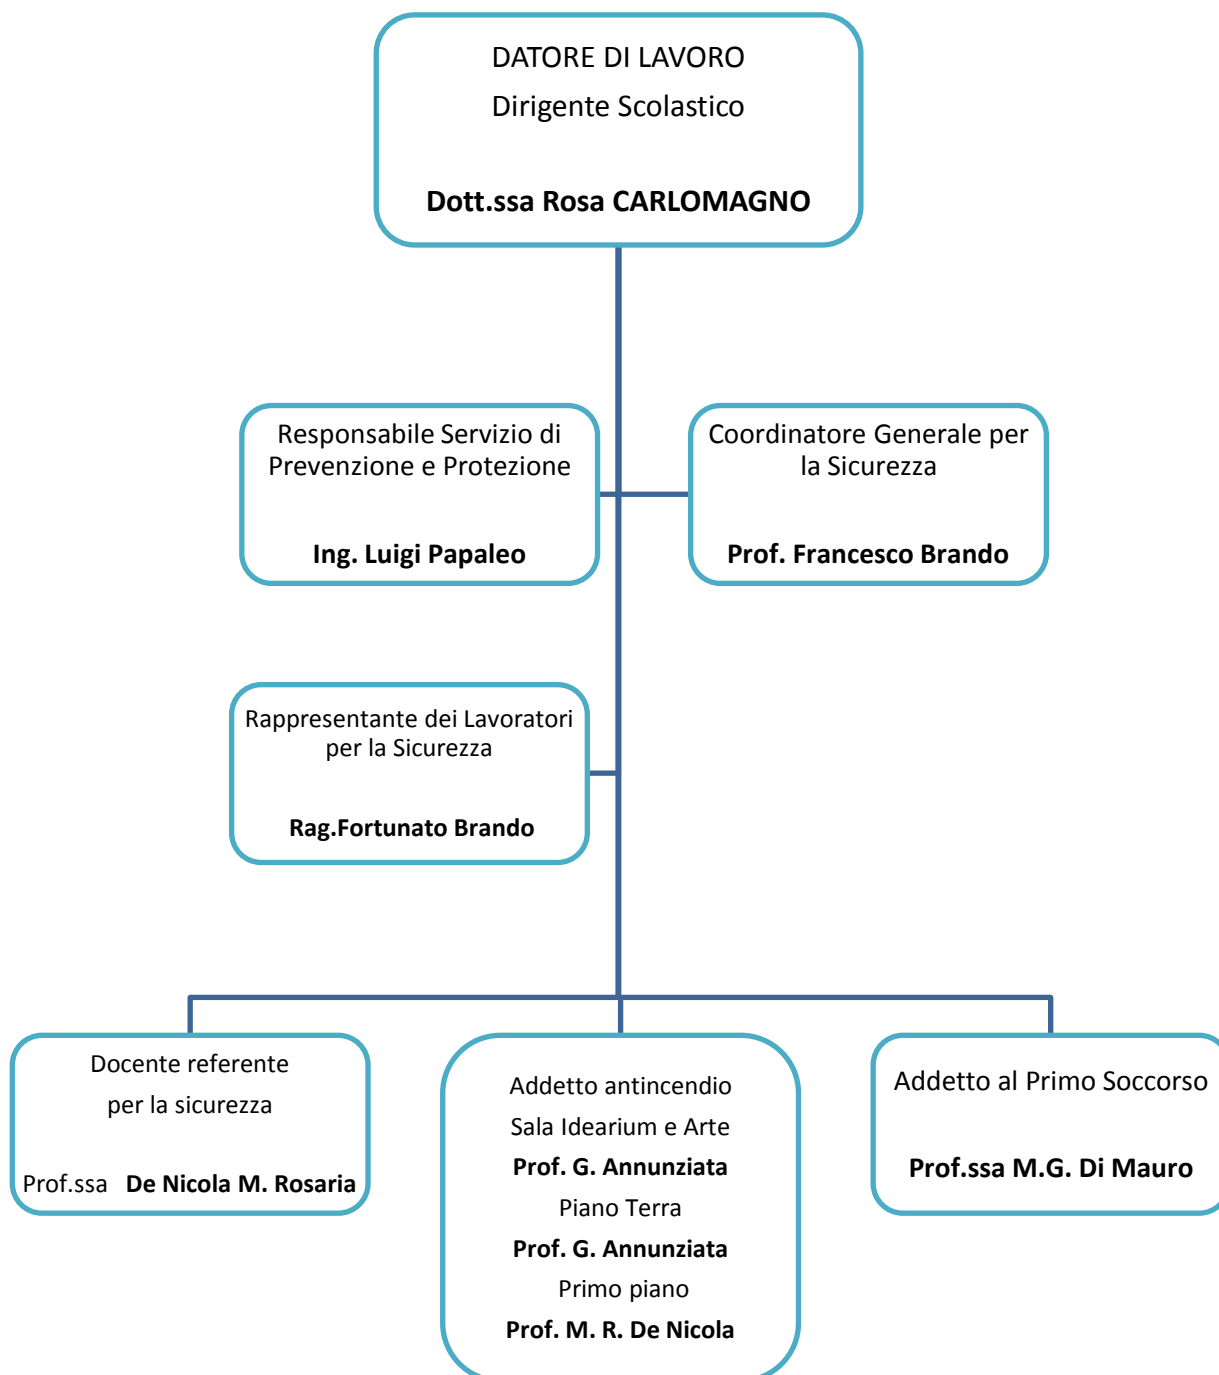 DATORE DI LAVORO
Dirigente Scolastico
Dott.ssa Rosa CARLOMAGNO
Responsabile Servizio di
Prevenzione e Protezione
Ing. Luigi Papaleo
Coordinatore Generale per
la Sicurezza
Prof. Francesco Brando
Rappresentante dei Lavoratori
per la Sicurezza
Rag.Fortunato Brando
Docente referente
per la sicurezza
Prof.ssa De Nicola M. Rosaria
Addetto antincendio
Sala Idearium e Arte
Prof. G. Annunziata
Piano Terra
Prof. G. Annunziata
Primo piano
Prof. M. R. De Nicola
Addetto al Primo Soccorso
Prof.ssa M.G. Di Mauro